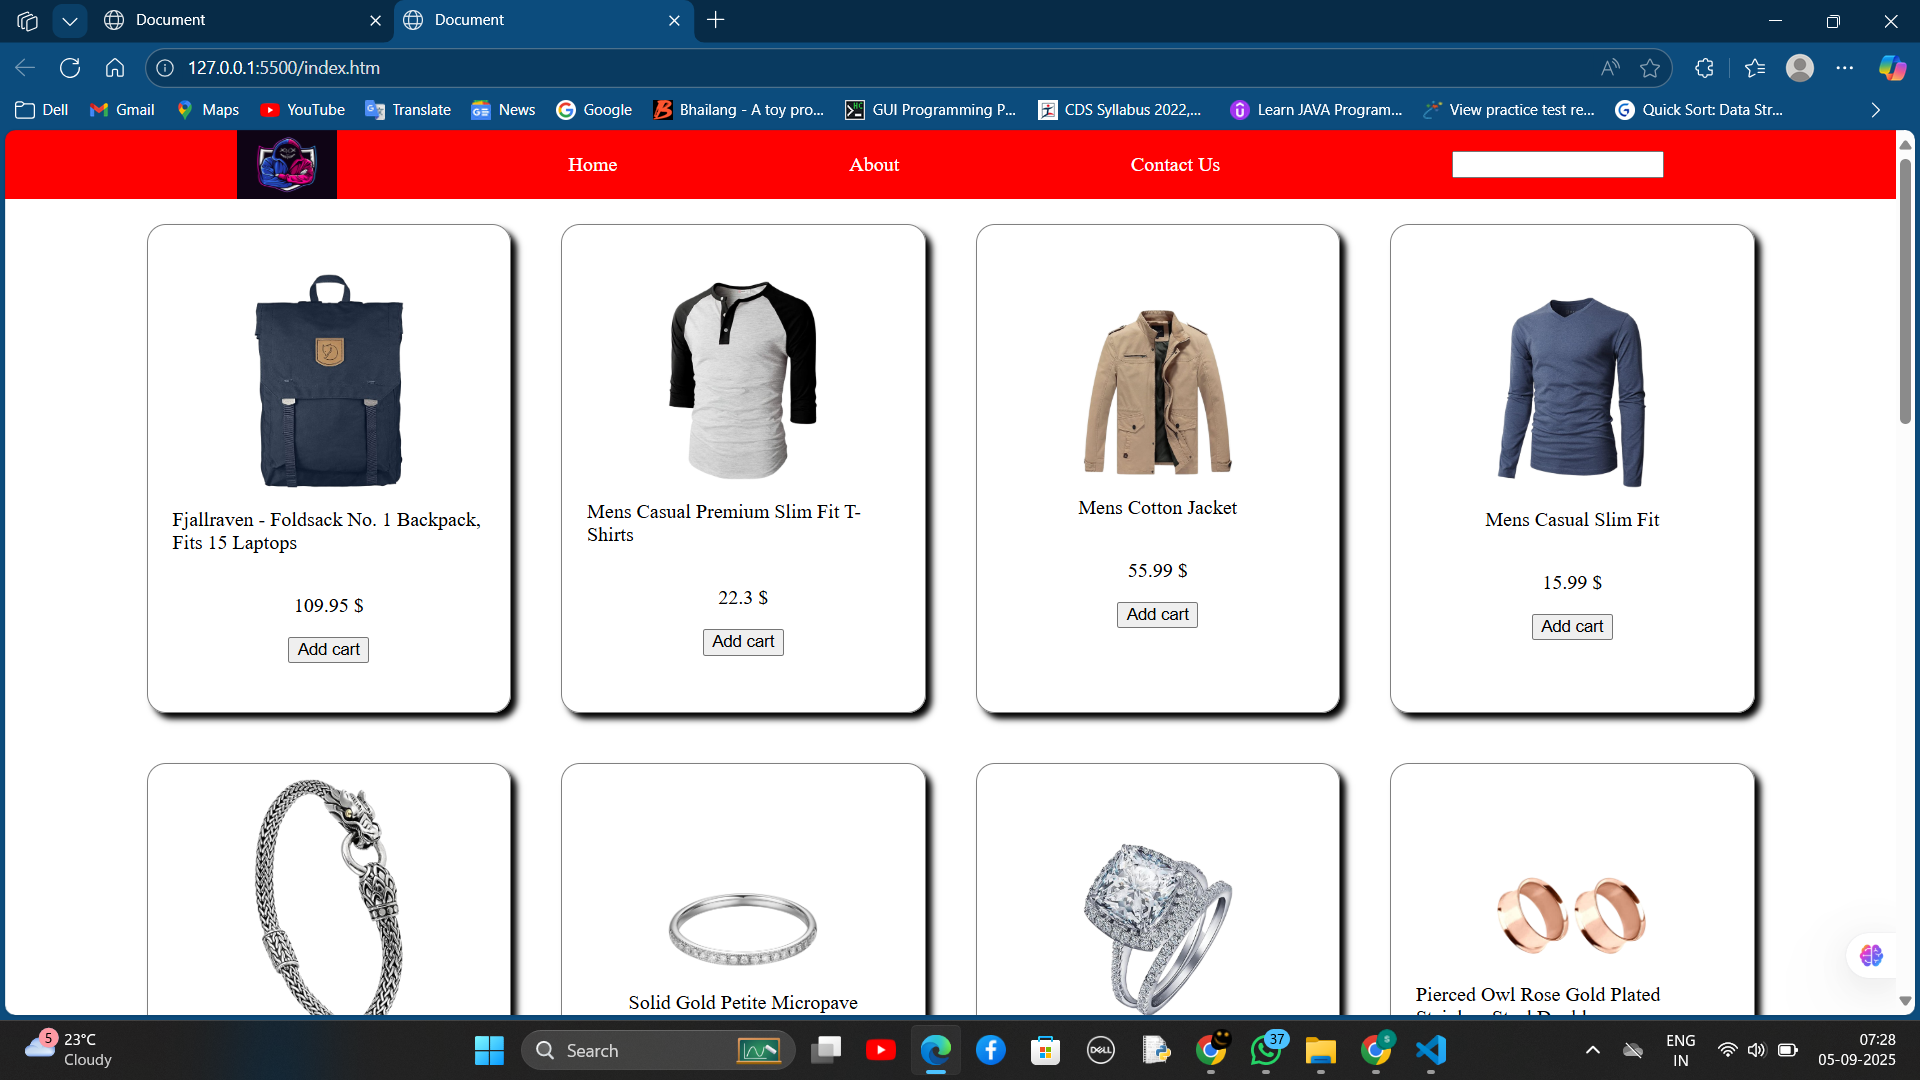 Document
Document
127.0.0.1:5500/index.htm
Dell
Gmail
Maps
YouTube
Translate
News
Google
Bhailang - A toy pro...
GUI Programming P...
CDS Syllabus 2022,...
Learn JAVA Program...
View practice test re...
Quick Sort: Data Str...
Home
About
Contact Us
Fjallraven - Foldsack No. 1 Backpack,
Fits 15 Laptops
109.95 $
Add cart
Mens Casual Premium Slim Fit T-
Shirts
22.3 $
Add cart
Mens Cotton Jacket
55.99 $
Add cart
Mens Casual Slim Fit
15.99 $
Add cart
Solid Gold Petite Micropave
Pierced Owl Rose Gold Plated
5
23°C
Cloudy
Search
DELL
37
ENG
IN
07:28
05-09-2025